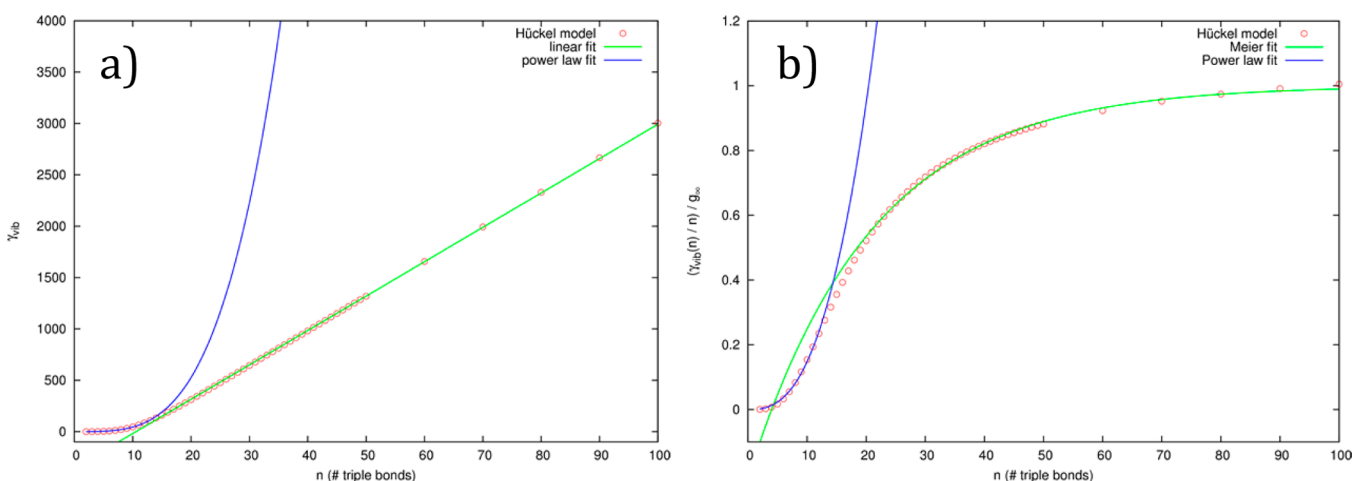 a)
Hückel model
linear fit
power law fit
4000
3500
3000
2500
2000
1500
1000
500
0
γvib
0 10 20 30 40 50 60 70 80 90 100
n (# triple bonds)
b)
Hückel model
Meier fit
Power law fit
1.2
1
0.8
0.6
0.4
0.2
0
(γvib(n) / n) / g∞
0 10 20 30 40 50 60 70 80 90 100
n (# triple bonds)